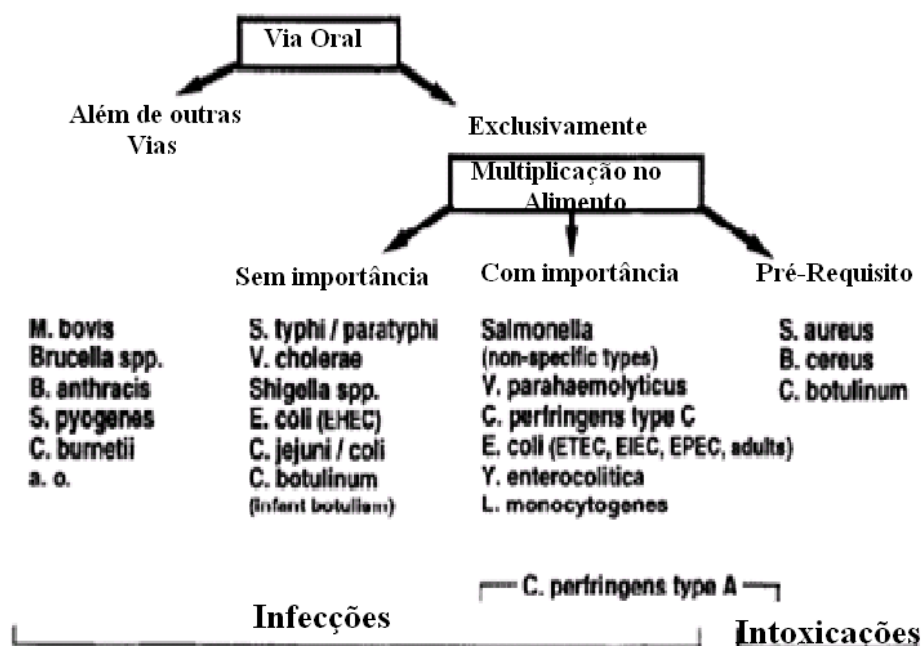 Via Oral
Além de outras
Vias
Exclusivamente
Multiplicação no
Alimento
Sem importância
Com importância
Pré-Requisito
M. bovis
Brucella spp.
B. anthracis
S. pyogenes
C. burnetii
a. o.
S. typhi / paratyphi
V. cholerae
Shigella spp.
E. coli (EHEC)
C. jejuni / coli
C. botulinum
(infant botulism)
Salmonella
(non-specific types)
V. parahaemolyticus
C. perfringens type C
E. coli (ETEC, EIEC, EPEC, adults)
Y. enterocolitica
L. monocytogenes
S. aureus
B. cereus
C. botulinum
C. perfringens type A
Infecções
Intoxicações